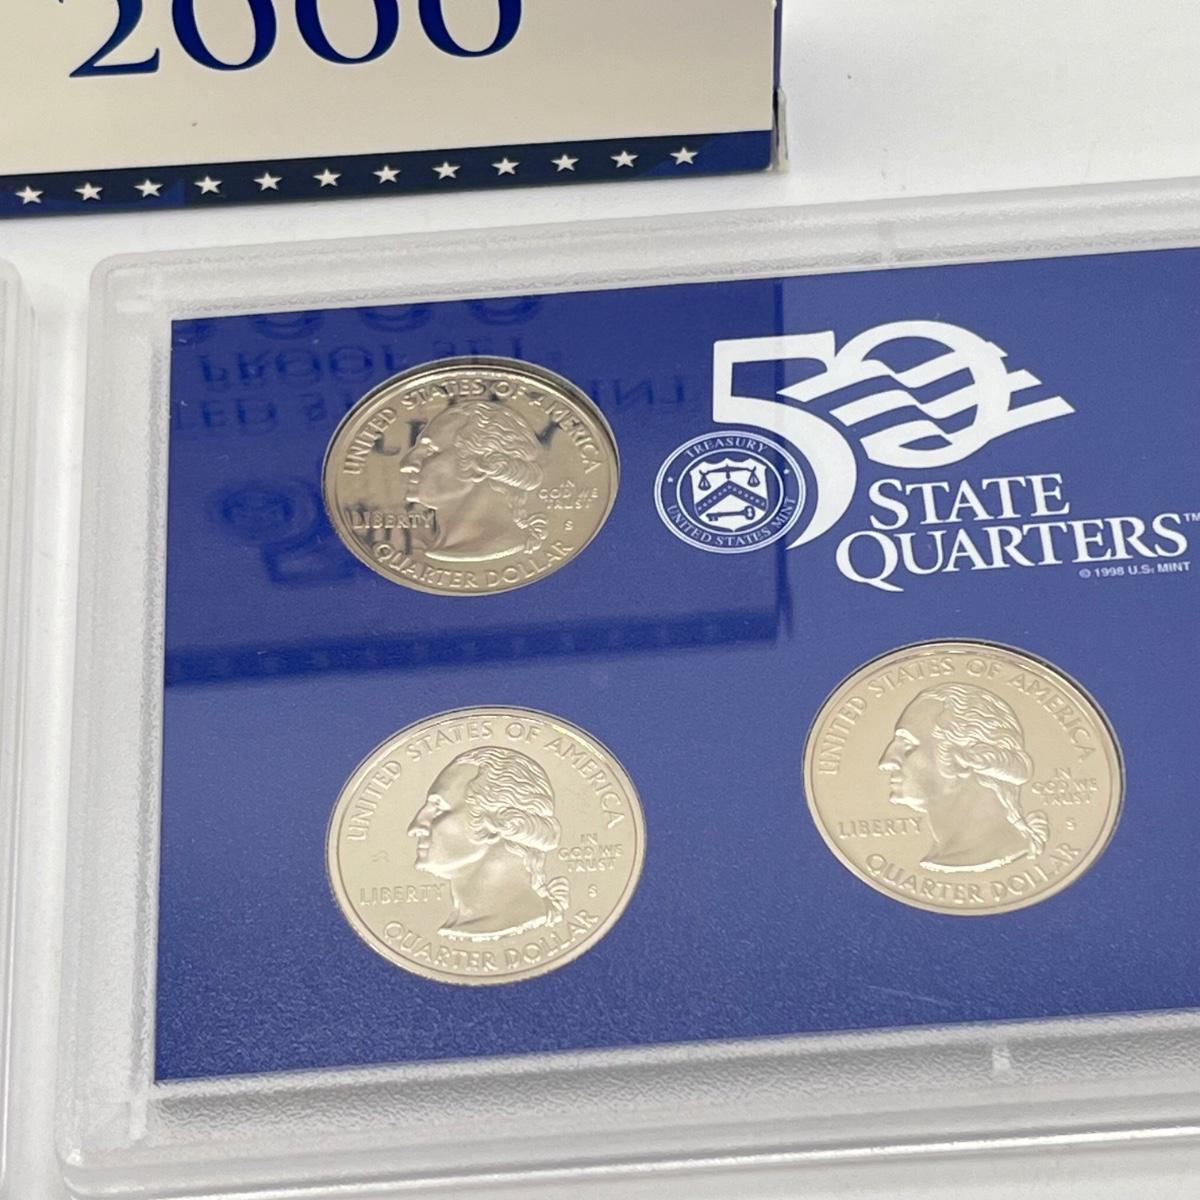 2000
50
STATE
QUARTERS™
© 1998 U.S. MINT
TREASURY
UNITED STATES MINT
UNITED STATES OF AMERICA
LIBERTY
IN
GOD WE
TRUST
S
QUARTER DOLLAR
UNITED STATES OF AMERICA
LIBERTY
IN
GOD WE
TRUST
S
QUARTER DOLLAR
UNITED STATES OF AMERICA
LIBERTY
IN
GOD WE
TRUST
S
QUARTER DOLLAR
PROOF SET